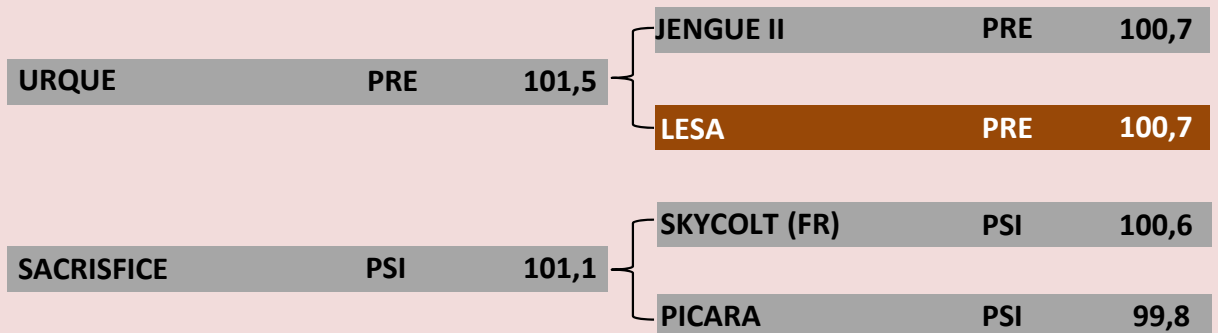 JENGUE II PRE 100,7
URQUE PRE 101,5
LESA PRE 100,7
SKYCOLT (FR) PSI 100,6
SACRISFICE PSI 101,1
PICARA PSI 99,8